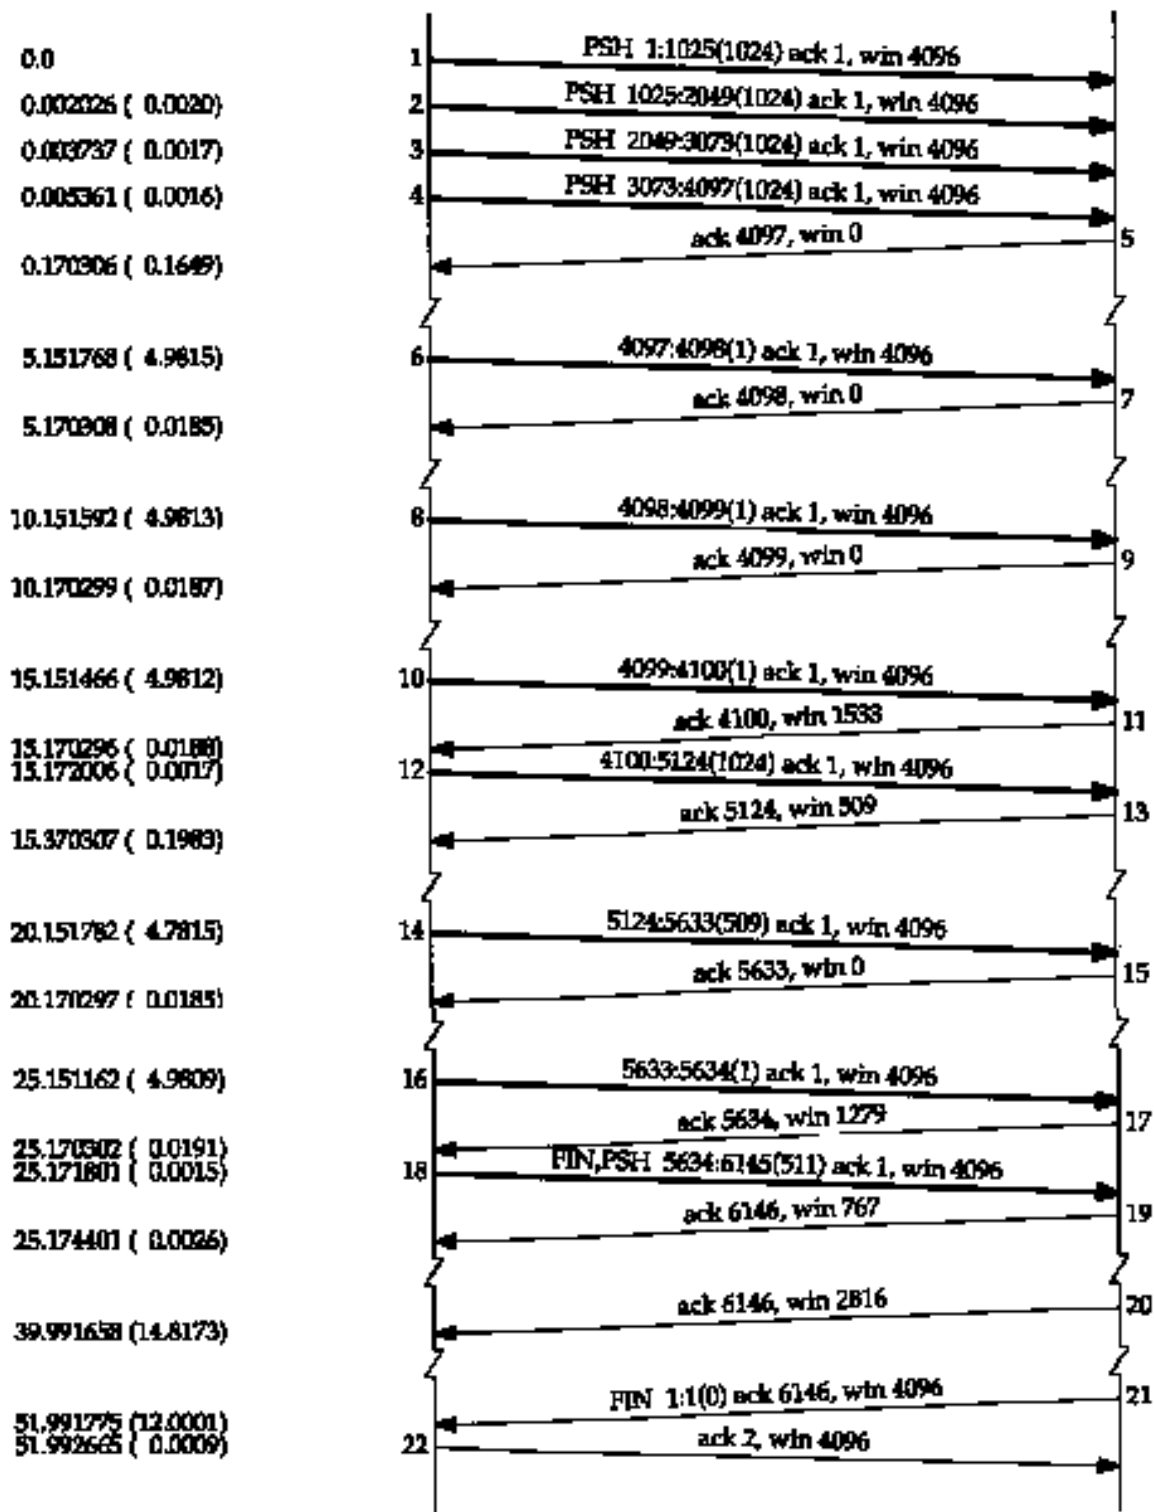 0.0 1 PSH 1:1025(1024) ack 1, win 4096
0.002026 ( 0.0020) 2 PSH 1025:2049(1024) ack 1, win 4096
0.003737 ( 0.0017) 3 PSH 2049:3073(1024) ack 1, win 4096
0.005361 ( 0.0016) 4 PSH 3073:4097(1024) ack 1, win 4096
ack 4097, win 0 5
0.170306 ( 0.1649)
5.151768 ( 4.9815) 6 4097:4098(1) ack 1, win 4096
ack 4098, win 0 7
5.170308 ( 0.0185)
10.151592 ( 4.9813) 8 4098:4099(1) ack 1, win 4096
ack 4099, win 0 9
10.170299 ( 0.0187)
15.151466 ( 4.9812) 10 4099:4100(1) ack 1, win 4096
ack 4100, win 1533 11
15.170296 ( 0.0188)
15.172006 ( 0.0017) 12 4100:5124(1024) ack 1, win 4096
ack 5124, win 509 13
15.370307 ( 0.1983)
20.151782 ( 4.7815) 14 5124:5633(509) ack 1, win 4096
ack 5633, win 0 15
20.170297 ( 0.0185)
25.151162 ( 4.9809) 16 5633:5634(1) ack 1, win 4096
ack 5634, win 1279 17
25.170302 ( 0.0191)
25.171801 ( 0.0015) 18 FIN,PSH 5634:6145(511) ack 1, win 4096
ack 6146, win 767 19
25.174401 ( 0.0026)
ack 6146, win 2816 20
39.991658 (14.8173)
FIN 1:1(0) ack 6146, win 4096 21
51.991775 (12.0001)
51.992665 ( 0.0009) 22 ack 2, win 4096